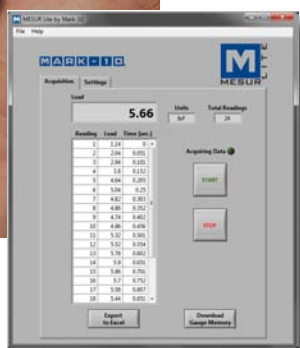 MESUR Lite by Mark-10
File Help
MARK-10
M
LITE
MESUR
Acquisition Settings
Load
5.66
Units Total Readings
lbF 24
Reading Load Time [sec.]
1 1.14 0
2 2.04 0.051
3 2.94 0.101
4 3.8 0.152
5 4.64 0.205
6 5.04 0.25
7 4.82 0.303
8 4.86 0.352
9 4.74 0.402
10 4.86 0.456
11 5.32 0.501
12 5.52 0.554
13 5.76 0.602
14 5.9 0.651
15 5.86 0.701
16 5.7 0.752
17 5.58 0.807
18 5.44 0.851
Acquiring Data
START
STOP
Export
to Excel
Download
Gauge Memory